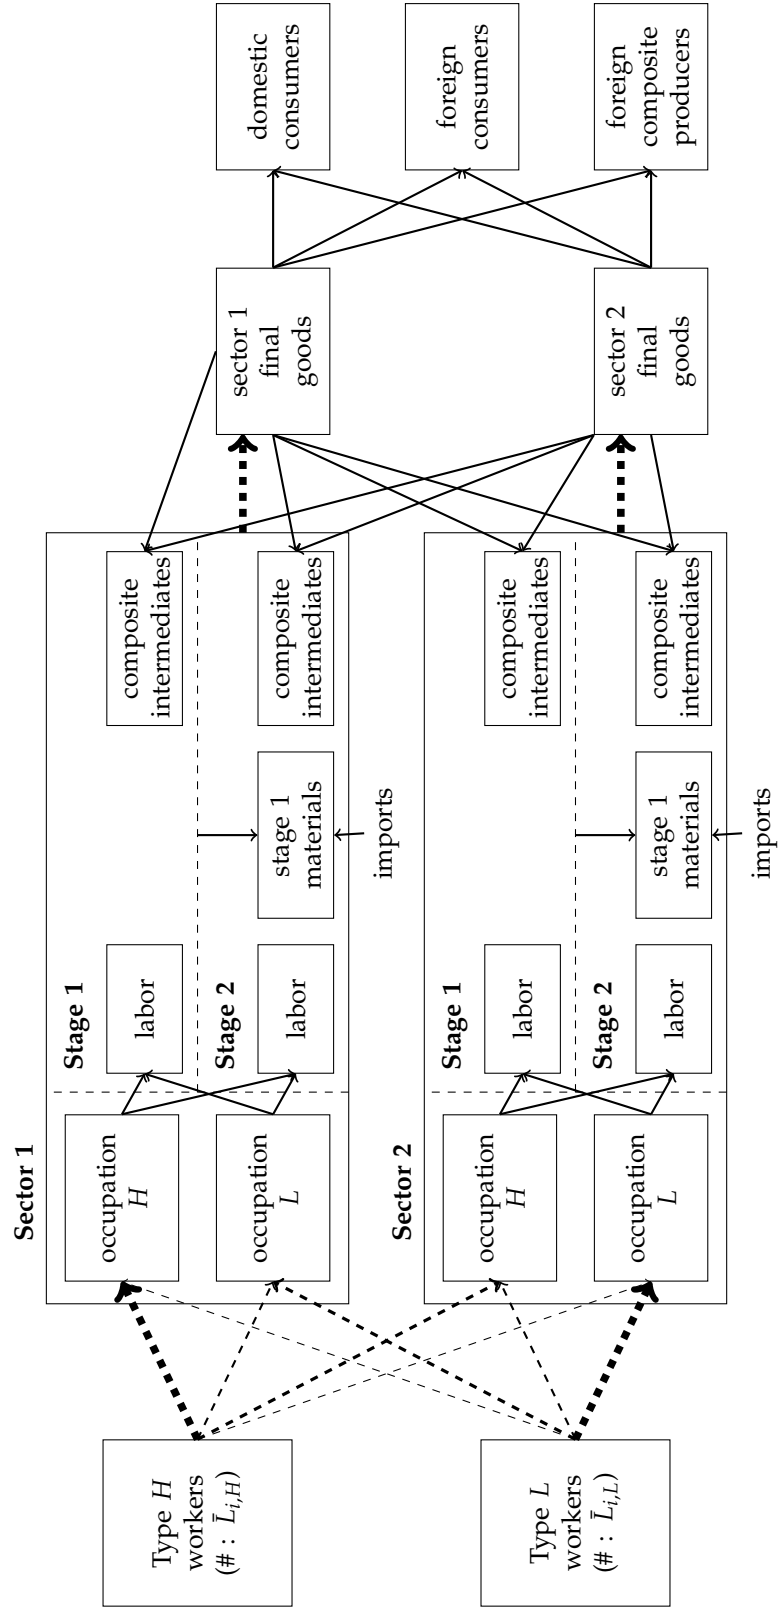 Type H
workers
(# : L̄i,H)
Type L
workers
(# : L̄i,L)
Sector 1
occupation
H
occupation
L
Stage 1
labor
composite
intermediates
Stage 2
labor
stage 1
materials
composite
intermediates
imports
Sector 2
occupation
H
occupation
L
Stage 1
labor
composite
intermediates
Stage 2
labor
stage 1
materials
composite
intermediates
imports
sector 1
final
goods
sector 2
final
goods
domestic
consumers
foreign
consumers
foreign
composite
producers